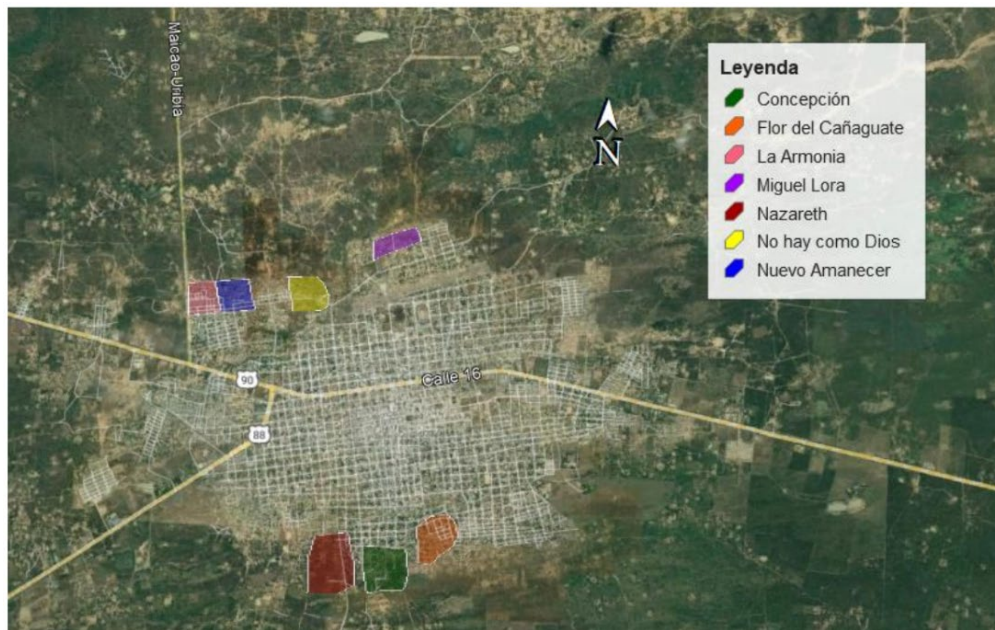 Maicao-Uribia
Leyenda
Concepción
Flor del Cañaguate
La Armonia
Miguel Lora
Nazareth
No hay como Dios
Nuevo Amanecer
N
90
Calle 16
88